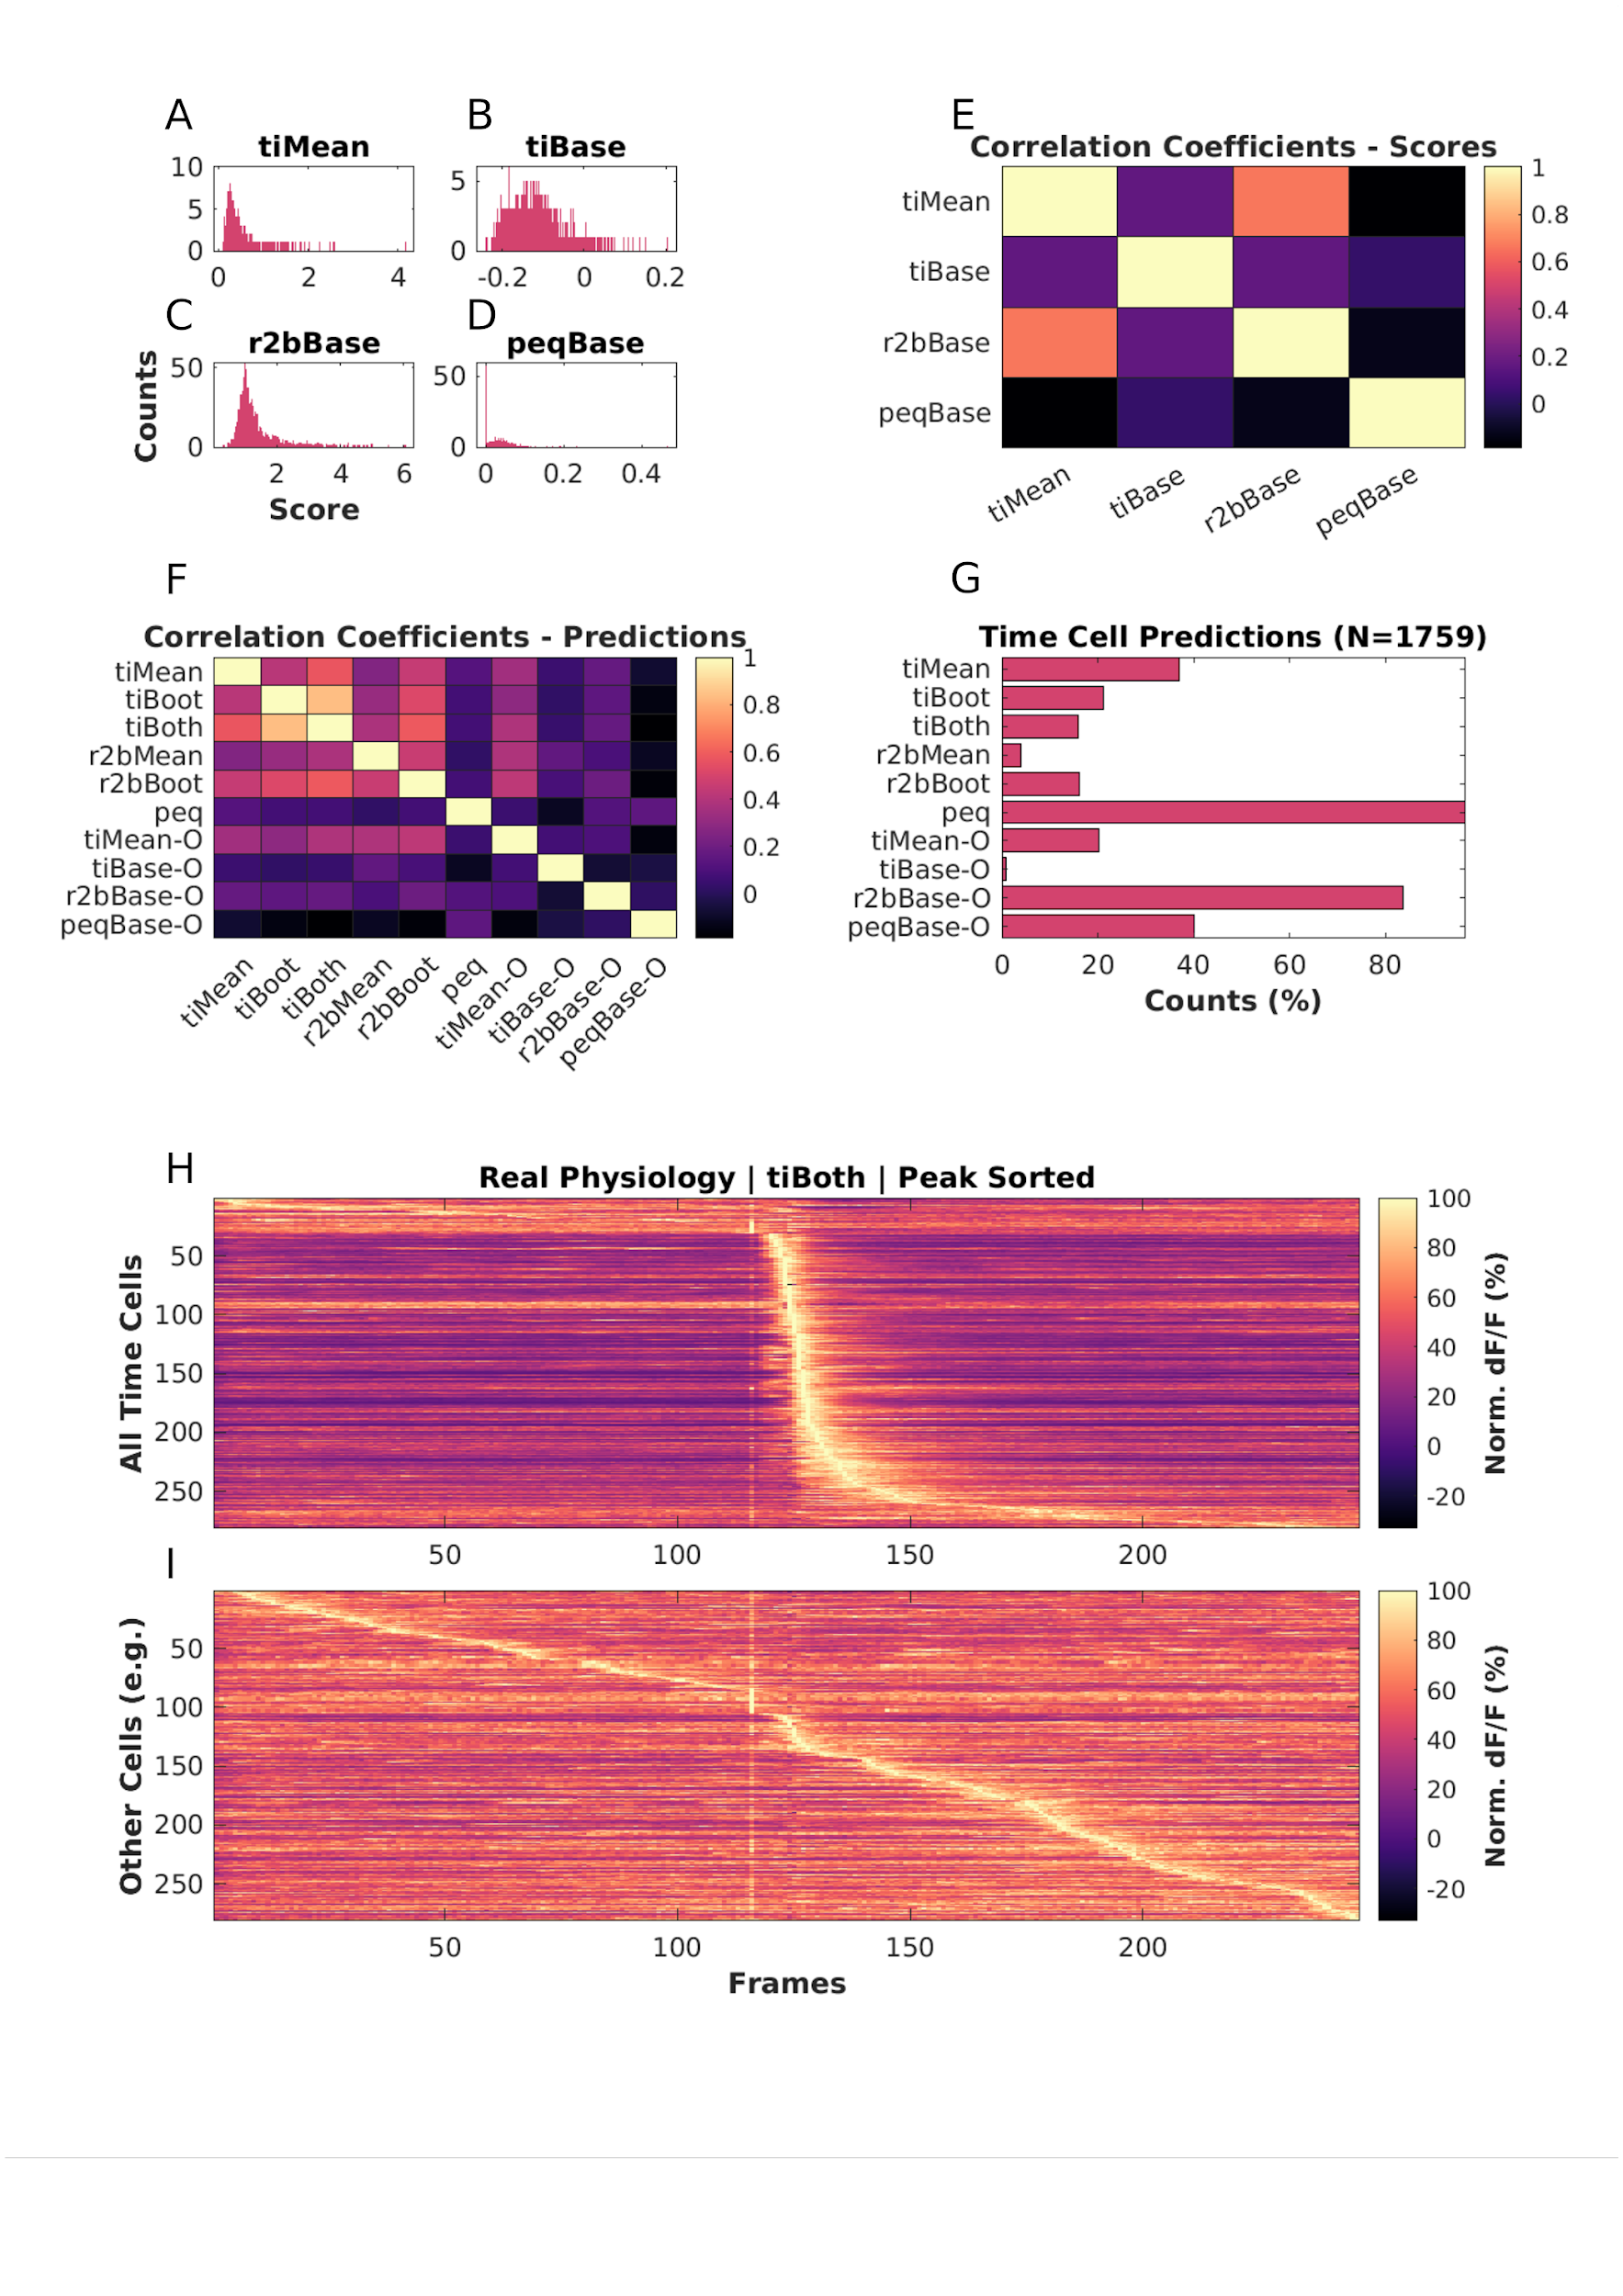 A
tiMean
10
5
0
0 2 4
B
tiBase
5
0
-0.2 0 0.2
C
r2bBase
50
0
2 4 6
Counts
Score
D
peqBase
50
0
0 0.2 0.4
E
Correlation Coefficients - Scores
tiMean
tiBase
r2bBase
peqBase
tiMean tiBase r2bBase peqBase
1
0.8
0.6
0.4
0.2
0
F
Correlation Coefficients - Predictions
tiMean
tiBoot
tiBoth
r2bMean
r2bBoot
peq
tiMean-O
tiBase-O
r2bBase-O
peqBase-O
tiMean tiBoot tiBoth r2bMean r2bBoot peq tiMean-O tiBase-O r2bBase-O peqBase-O
1
0.8
0.6
0.4
0.2
0
G
Time Cell Predictions (N=1759)
tiMean
tiBoot
tiBoth
r2bMean
r2bBoot
peq
tiMean-O
tiBase-O
r2bBase-O
peqBase-O
0 20 40 60 80
Counts (%)
H
Real Physiology | tiBoth | Peak Sorted
All Time Cells
50
100
150
200
250
50 100 150 200
100
80
60
40
20
0
-20
Norm. dF/F (%)
I
Other Cells (e.g.)
50
100
150
200
250
50 100 150 200
Frames
100
80
60
40
20
0
-20
Norm. dF/F (%)